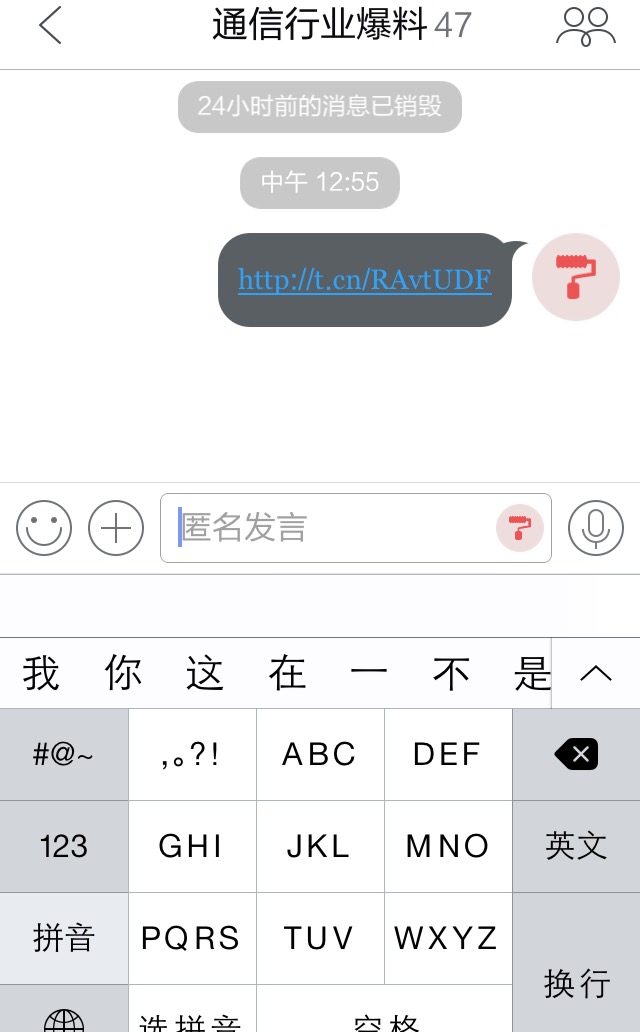 通信行业爆料 47
24小时前的消息已销毁
中午 12:55
http://t.cn/RAvtUDF
匿名发言
我 你 这 在 一 不 是
#@~ ,。?! ABC DEF
123 GHI JKL MNO 英文
拼音 PQRS TUV WXYZ
换行
选拼音 空格